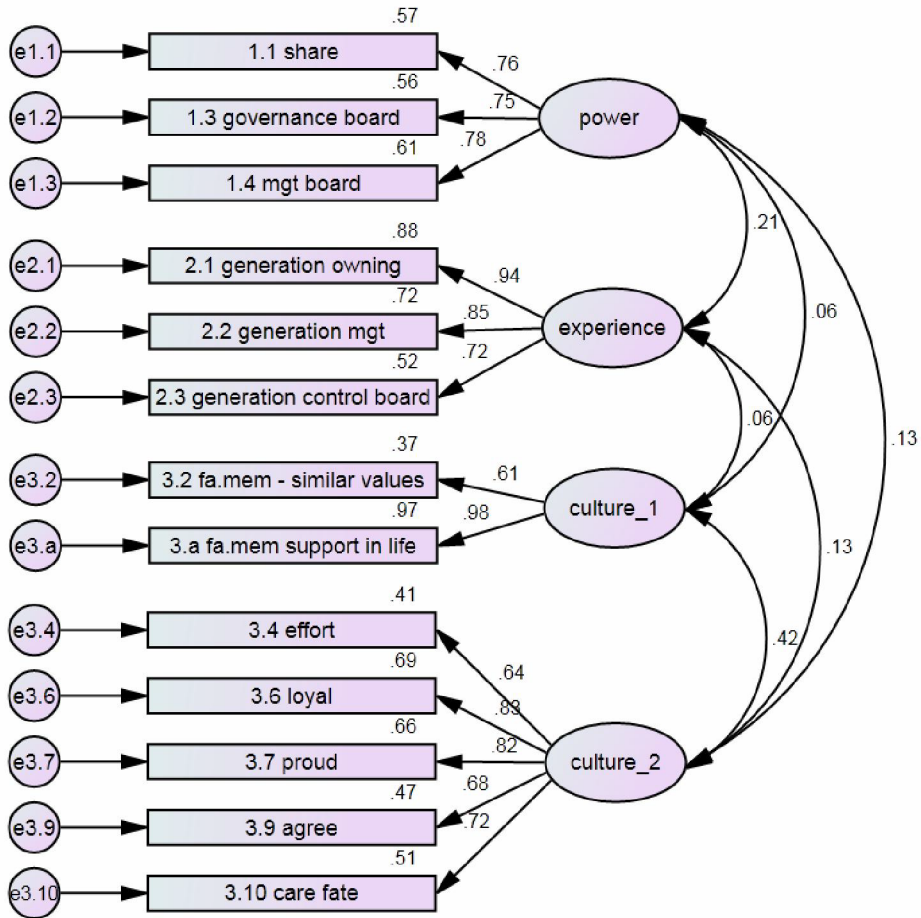 .57
e1.1 1.1 share
.76
.56
e1.2 1.3 governance board
.75
power
.61
.78
e1.3 1.4 mgt board
.21
.88
e2.1 2.1 generation owning
.94
.72
e2.2 2.2 generation mgt
.85
experience
.06
.52
.72
e2.3 2.3 generation control board
.06
.13
.37
e3.2 3.2 fa.mem - similar values
.61
.97
culture_1
.98
e3.a 3.a fa.mem support in life
.13
.41
e3.4 3.4 effort
.42
.69
.64
e3.6 3.6 loyal
.83
.66
e3.7 3.7 proud
.82
culture_2
.47
.68
e3.9 3.9 agree
.72
.51
e3.10 3.10 care fate